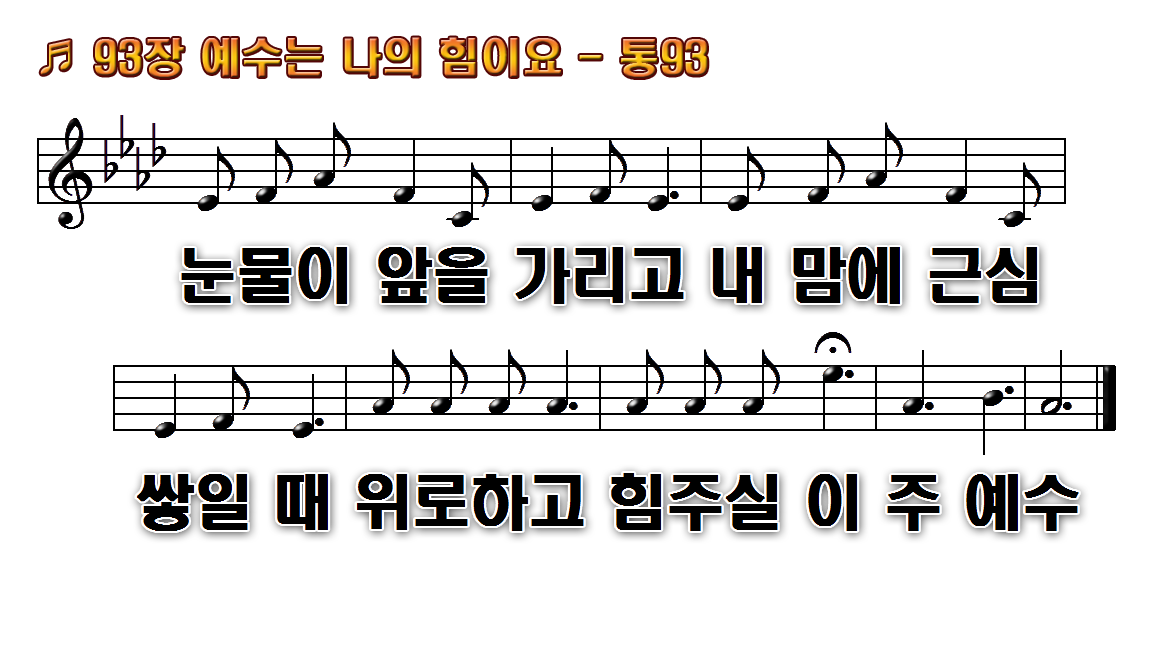 93장 예수는 나의 힘이요 - 통93
눈물이 앞을 가리고 내 맘에 근심
쌓일 때 위로하고 힘주실 이 주 예수